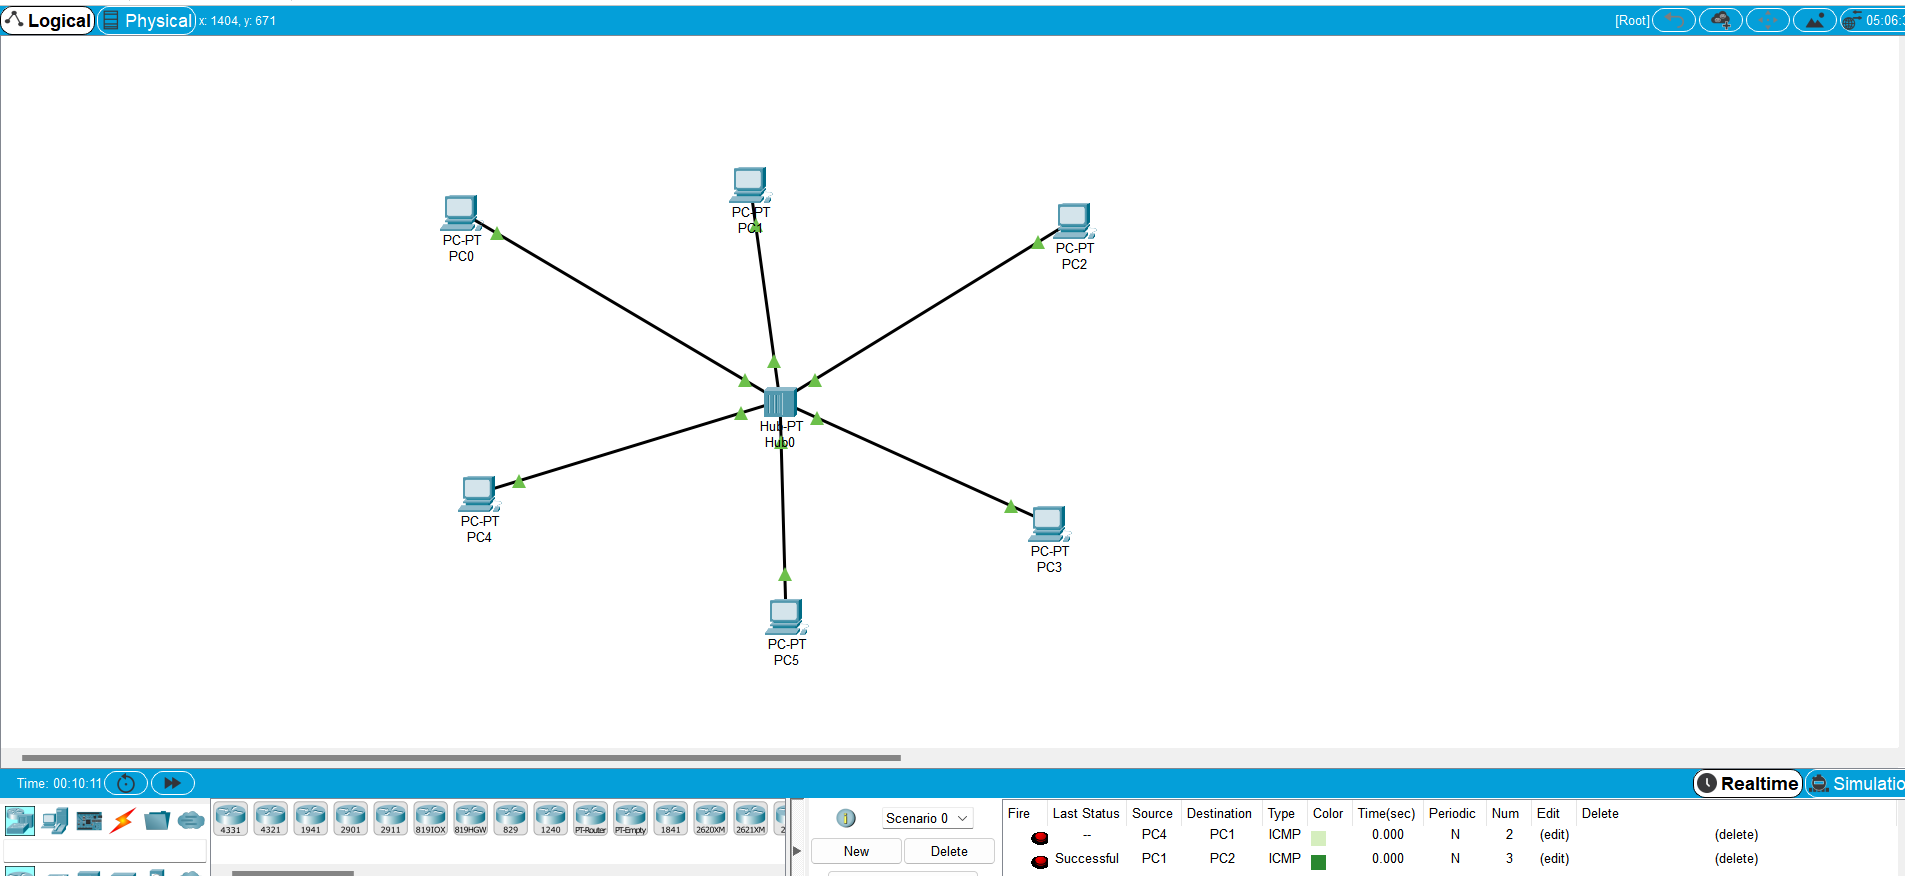 Logical Physical x: 1404, y: 671 [Root] 05:06:
PC-PT
PC0
PC-PT
PC1
PC-PT
PC2
Hub-PT
Hub0
PC-PT
PC4
PC-PT
PC3
PC-PT
PC5
Time: 00:10:11 Realtime Simulatio
4331 4321 1941 2901 2911 819IOX 819HGW 829 1240 PT-Router PT-Empty 1841 2620XM 2621XM 2
Scenario 0
New Delete
Fire Last Status Source Destination Type Color Time(sec) Periodic Num Edit Delete
-- PC4 PC1 ICMP 0.000 N 2 (edit) (delete)
Successful PC1 PC2 ICMP 0.000 N 3 (edit) (delete)